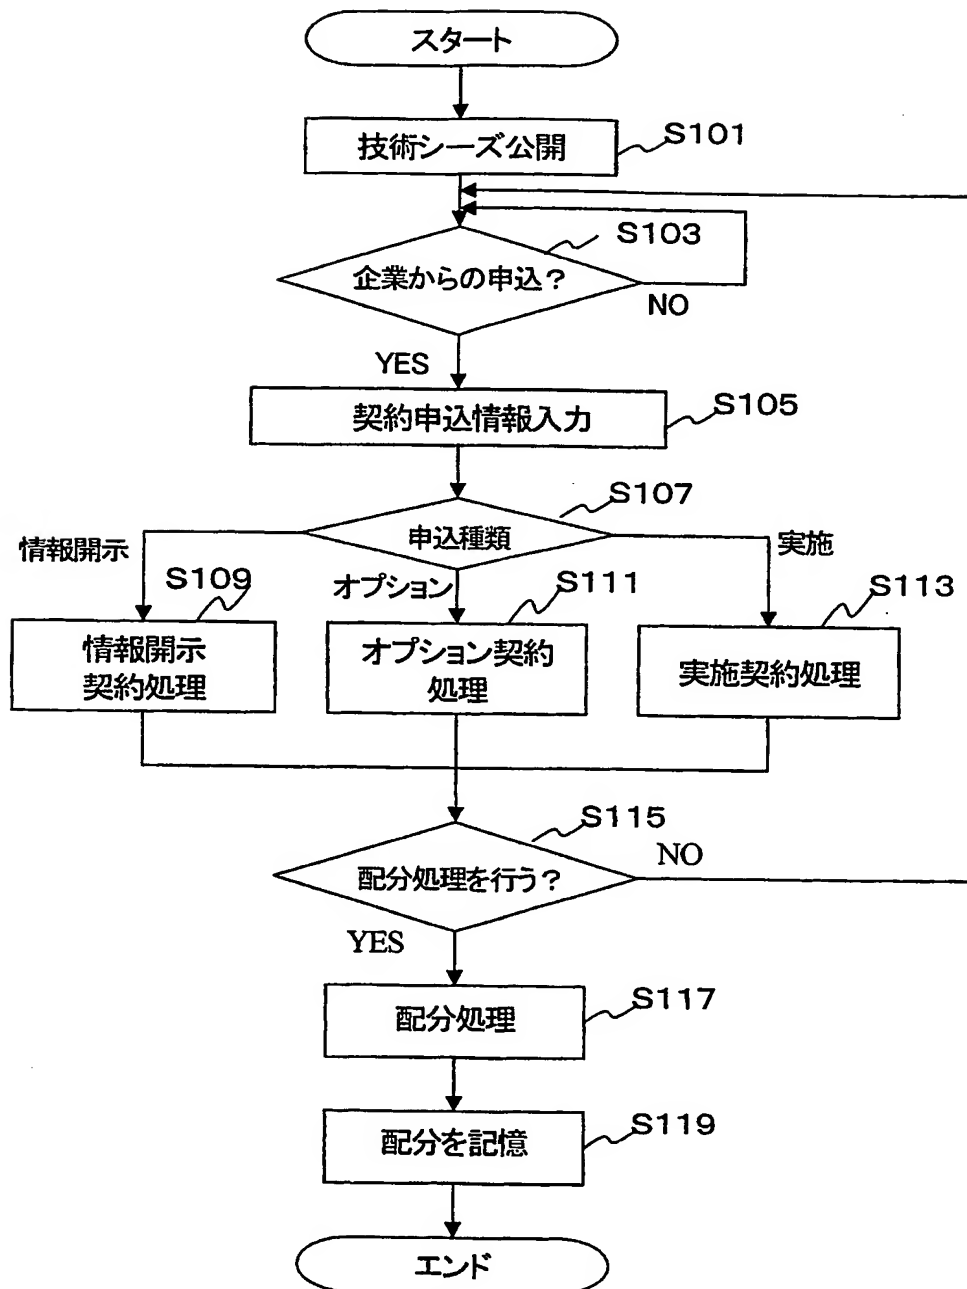 スタート
技術シーズ公開
S101
S103
企業からの申込？
NO
YES
契約申込情報入力
S105
S107
申込種類
情報開示
オプション
実施
S109
S111
S113
情報開示
契約処理
オプション契約
処理
実施契約処理
S115
配分処理を行う？
NO
YES
配分処理
S117
配分を記憶
S119
エンド